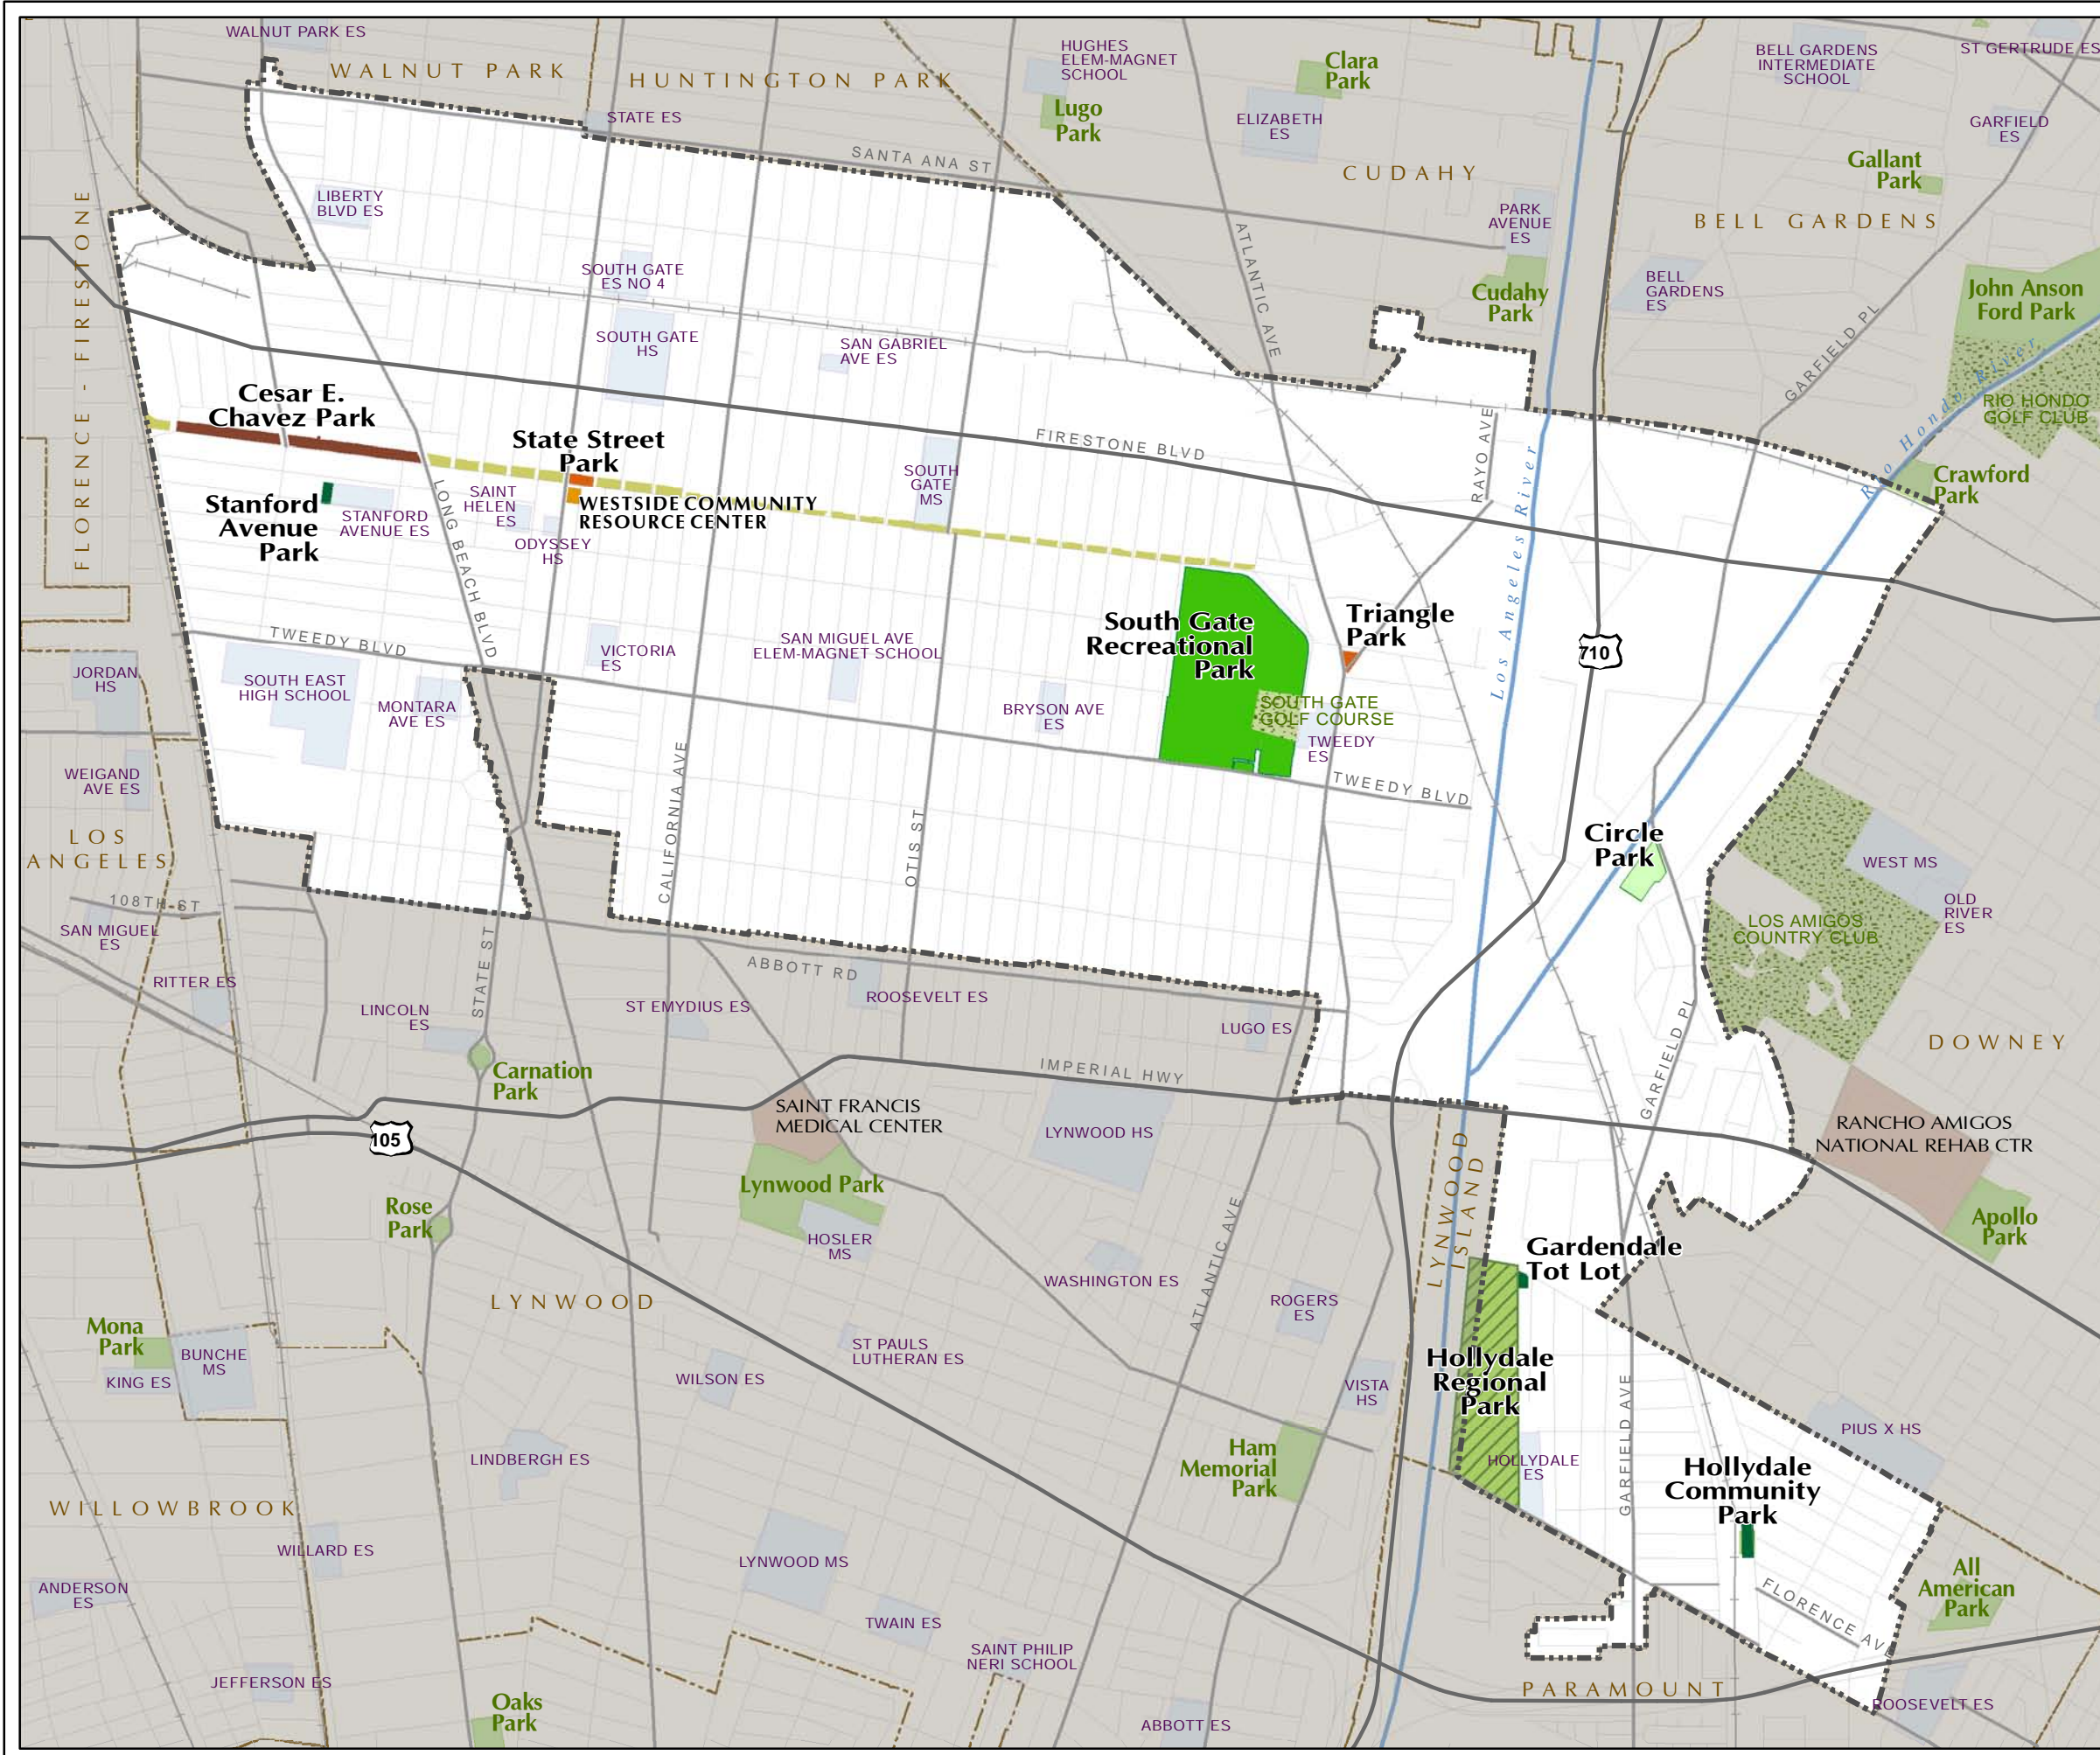 WALNUT PARK ES
WALNUT PARK
HUNTINGTON PARK
STATE ES
HUGHES
ELEM-MAGNET
SCHOOL
Lugo
Park
Clara
Park
ELIZABETH
ES
CUDAHY
BELL GARDENS
INTERMEDIATE
SCHOOL
ST GERTRUDE ES
GARFIELD
ES
Gallant
Park
BELL GARDENS
PARK
AVENUE
ES
Cudahy
Park
BELL
GARDENS
ES
John Anson
Ford Park
Rio Hondo River
RIO HONDO
GOLF CLUB
GARFIELD PL
Crawford
Park
SANTA ANA ST
ATLANTIC AVE
LIBERTY
BLVD ES
FLORENCE - FIRESTONE
SOUTH GATE
ES NO 4
SOUTH GATE
HS
SAN GABRIEL
AVE ES
Cesar E.
Chavez Park
State Street
Park
FIRESTONE BLVD
RAYO AVE
Los Angeles River
SOUTH
GATE
MS
SAINT
HELEN
ES
WESTSIDE COMMUNITY
RESOURCE CENTER
Stanford
Avenue
Park
STANFORD
AVENUE ES
ODYSSEY
HS
LONG BEACH BLVD
TWEEDY BLVD
South Gate
Recreational
Park
Triangle
Park
710
SOUTH GATE
GOLF COURSE
TWEEDY
ES
TWEEDY BLVD
JORDAN
HS
SOUTH EAST
HIGH SCHOOL
MONTARA
AVE ES
VICTORIA
ES
SAN MIGUEL AVE
ELEM-MAGNET SCHOOL
BRYSON AVE
ES
WEIGAND
AVE ES
LOS
ANGELES
CALIFORNIA AVE
OTIS ST
Circle
Park
WEST MS
OLD
RIVER
ES
LOS AMIGOS
COUNTRY CLUB
108TH ST
SAN MIGUEL
ES
RITTER ES
STATE ST
LINCOLN
ES
ABBOTT RD
ST EMYDIUS ES
ROOSEVELT ES
LUGO ES
DOWNEY
GARFIELD PL
Carnation
Park
IMPERIAL HWY
SAINT FRANCIS
MEDICAL CENTER
LYNWOOD HS
105
LYNWOOD
ISLAND
RANCHO AMIGOS
NATIONAL REHAB CTR
Lynwood Park
HOSLER
MS
Rose
Park
Apollo
Park
Gardendale
Tot Lot
WASHINGTON ES
ATLANTIC AVE
ROGERS
ES
LYNWOOD
Mona
Park
BUNCHE
MS
KING ES
ST PAULS
LUTHERAN ES
WILSON ES
Hollydale
Regional
Park
VISTA
HS
HOLLYDALE
ES
GARFIELD AVE
PIUS X HS
Hollydale
Community
Park
LINDBERGH ES
Ham
Memorial
Park
WILLOWBROOK
WILLARD ES
LYNWOOD MS
ANDERSON
ES
TWAIN ES
All
American
Park
FLORENCE AVE
SAINT PHILIP
NERI SCHOOL
JEFFERSON ES
Oaks
Park
ABBOTT ES
PARAMOUNT
ROOSEVELT ES